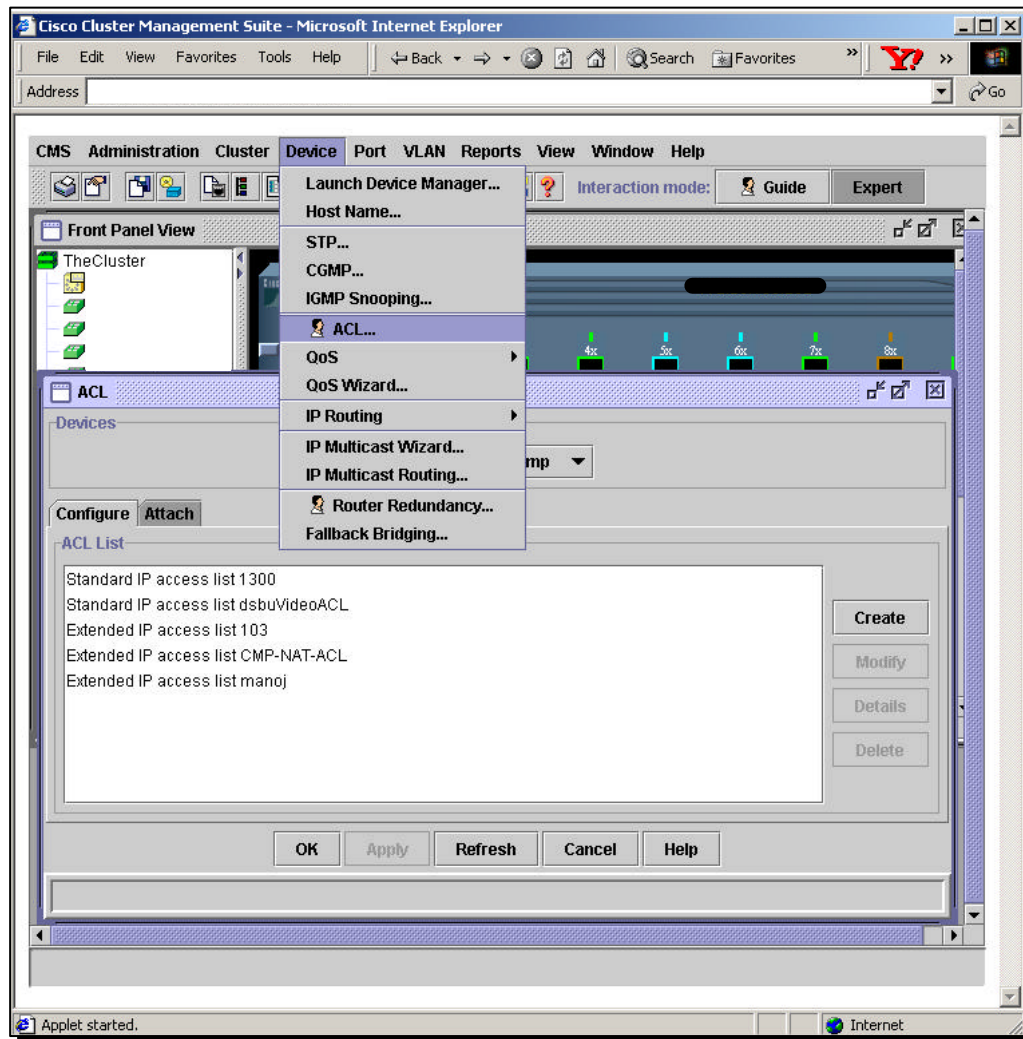 Cisco Cluster Management Suite - Microsoft Internet Explorer
File Edit View Favorites Tools Help Back Search Favorites » Y! »
Address Go
CMS Administration Cluster Device Port VLAN Reports View Window Help
Launch Device Manager... Interaction mode: Guide Expert
Host Name...
Front Panel View
STP...
TheCluster
CGMP...
IGMP Snooping...
ACL...
4x 5x 6x 7x 8x
QoS
QoS Wizard...
ACL
IP Routing
Devices
IP Multicast Wizard...
mp
IP Multicast Routing...
Router Redundancy...
Configure Attach
Fallback Bridging...
ACL List
Standard IP access list 1300
Standard IP access list dsbuVideoACL
Extended IP access list 103
Extended IP access list CMP-NAT-ACL
Extended IP access list manoj
Create
Modify
Details
Delete
OK Apply Refresh Cancel Help
Applet started. Internet